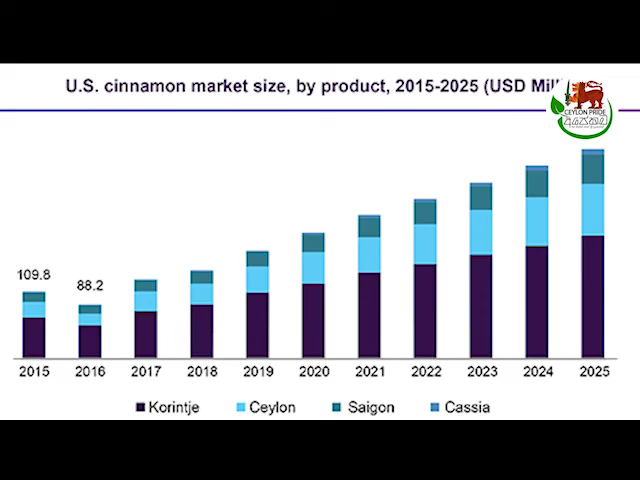 U.S. cinnamon market size, by product, 2015-2025 (USD Mill
CEYLON PRIDE
109.8
88.2
2015 2016 2017 2018 2019 2020 2021 2022 2023 2024 2025
Korintje Ceylon Saigon Cassia